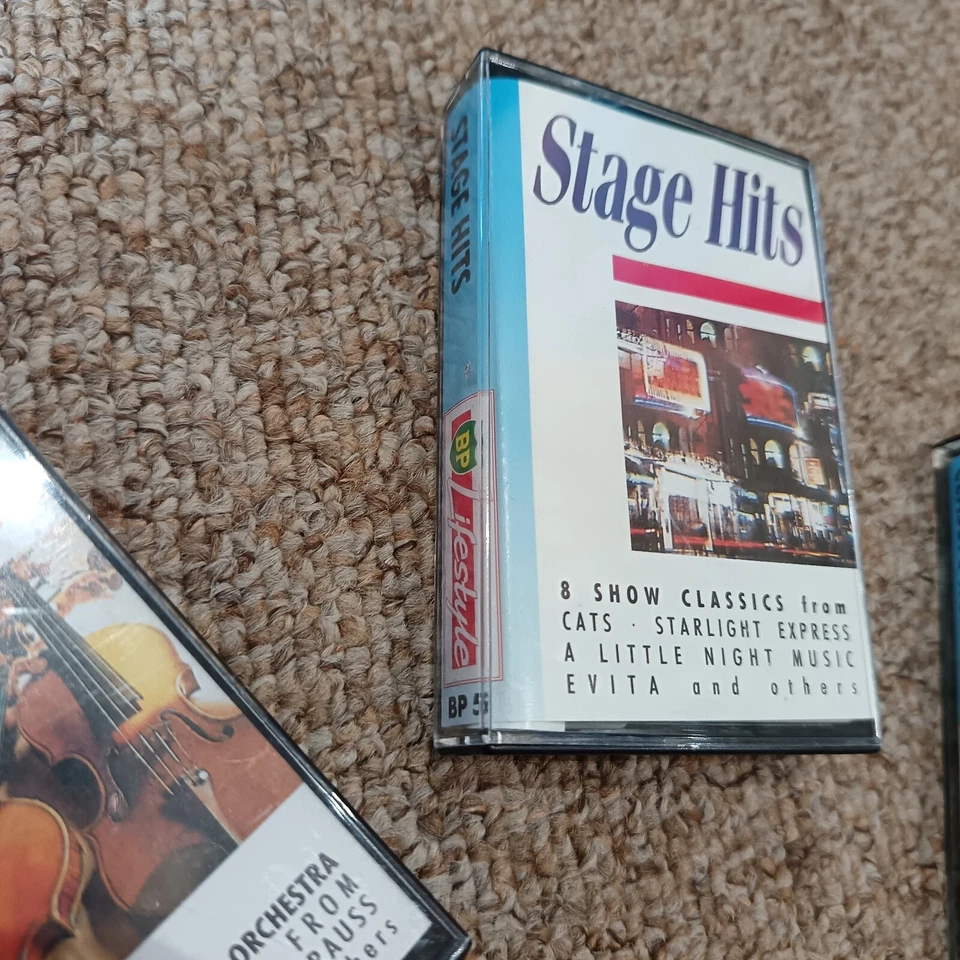 Stage Hits
8 SHOW CLASSICS from
CATS · STARLIGHT EXPRESS
A LITTLE NIGHT MUSIC
EVITA and others
STAGE HITS
BP Lifestyle
BP
ORCHESTRA
FROM